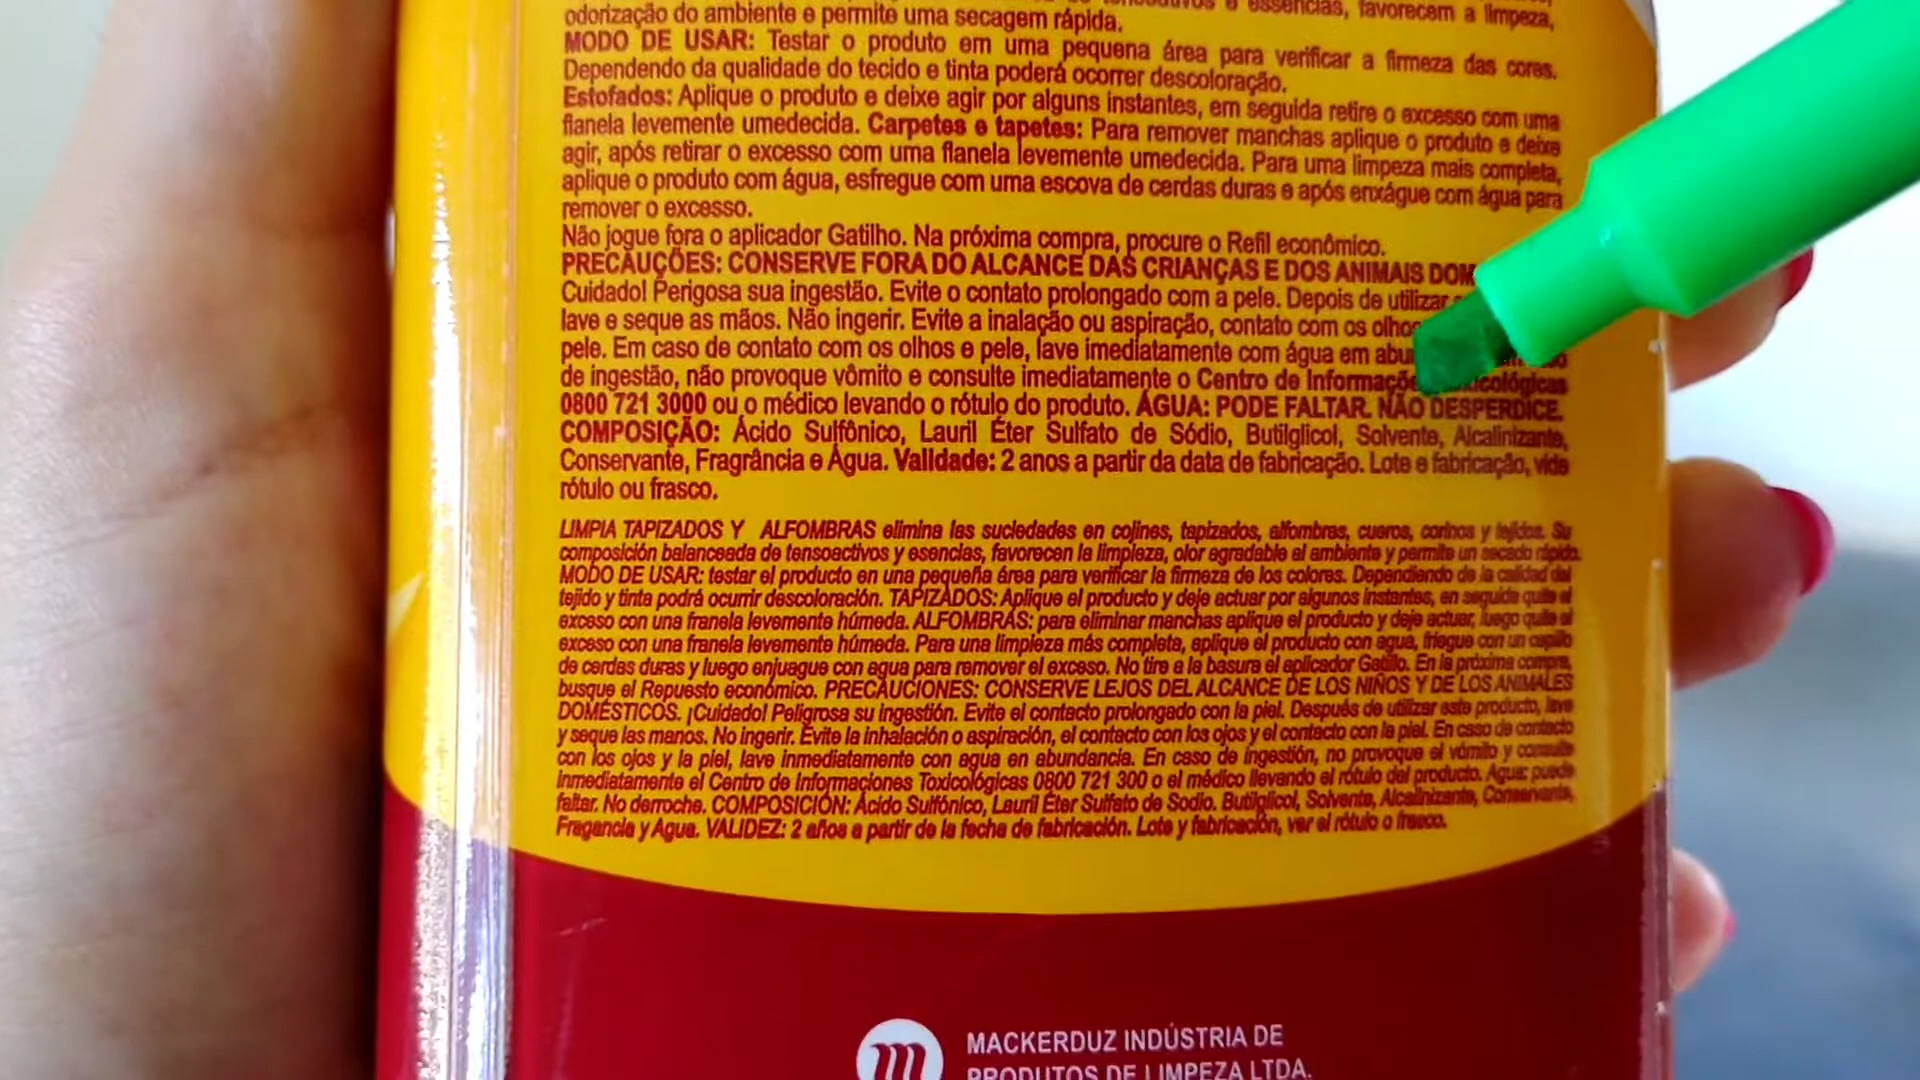 essências, favorecem a limpeza,
odorização do ambiente e permite uma secagem rápida.
MODO DE USAR: Testar o produto em uma pequena área para verificar a firmeza das cores.
Dependendo da qualidade do tecido e tinta poderá ocorrer descoloração.
Estofados: Aplique o produto e deixe agir por alguns instantes, em seguida retire o excesso com uma
flanela levemente umedecida. Carpetes e tapetes: Para remover manchas aplique o produto e deixe
agir, após retirar o excesso com uma flanela levemente umedecida. Para uma limpeza mais completa,
aplique o produto com água, esfregue com uma escova de cerdas duras e após enxágue com água para
remover o excesso.
Não jogue fora o aplicador Gatilho. Na próxima compra, procure o Refil econômico.
PRECAUÇÕES: CONSERVE FORA DO ALCANCE DAS CRIANÇAS E DOS ANIMAIS DOM
Cuidado! Perigosa sua ingestão. Evite o contato prolongado com a pele. Depois de utilizar
lave e seque as mãos. Não ingerir. Evite a inalação ou aspiração, contato com os olhos
pele. Em caso de contato com os olhos e pele, lave imediatamente com água em abu
de ingestão, não provoque vômito e consulte imediatamente o Centro de Informaçõe icológicas
0800 721 3000 ou o médico levando o rótulo do produto. ÁGUA: PODE FALTAR. NÃO DESPERDICE.
COMPOSIÇÃO: Ácido Sulfônico, Lauril Éter Sulfato de Sódio, Butilglicol, Solvente, Alcalinizante,
Conservante, Fragrância e Água. Validade: 2 anos a partir da data de fabricação. Lote e fabricação, vide
rótulo ou frasco.
LIMPIA TAPIZADOS Y ALFOMBRAS elimina las suciedades en cojines, tapizados, alfombras, cueros, corinos y tejidos. Su
composición balanceada de tensoactivos y esencias, favorecen la limpieza, olor agradable al ambiente y permite un secado rápido.
MODO DE USAR: testar el producto en una pequeña área para verificar la firmeza de los colores. Dependiendo de la calidad del
tejido y tinta podrá ocurrir descoloración. TAPIZADOS: Aplique el producto y deje actuar por algunos instantes, en seguida quite el
exceso con una franela levemente húmeda. ALFOMBRAS: para eliminar manchas aplique el producto y deje actuar, luego quite el
exceso con una franela levemente húmeda. Para una limpieza más completa, aplique el producto con agua, friegue con un cepillo
de cerdas duras y luego enjuague con agua para remover el exceso. No tire a la basura el aplicador Gatillo. En la próxima compra,
busque el Repuesto económico. PRECAUCIONES: CONSERVE LEJOS DEL ALCANCE DE LOS NIÑOS Y DE LOS ANIMALES
DOMÉSTICOS. ¡Cuidado! Peligrosa su ingestión. Evite el contacto prolongado con la piel. Después de utilizar este producto, lave
y seque las manos. No ingerir. Evite la inhalación o aspiración, el contacto con los ojos y el contacto con la piel. En caso de contacto
con los ojos y la piel, lave inmediatamente con agua en abundancia. En caso de ingestión, no provoque el vómito y consulte
inmediatamente el Centro de Informaciones Toxicológicas 0800 721 300 o el médico llevando el rótulo del producto. Agua: puede
faltar. No derroche. COMPOSICIÓN: Ácido Sulfónico, Lauril Éter Sulfato de Sodio. Butilglicol, Solvente, Alcalinizante, Conservante,
Fragancia y Agua. VALIDEZ: 2 años a partir de la fecha de fabricación. Lote y fabricación, ver el rótulo o frasco.
MACKERDUZ INDÚSTRIA DE
PRODUTOS DE LIMPEZA LTDA.